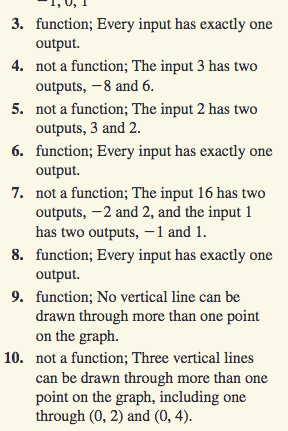 −1, 0, 1
3. function; Every input has exactly one
output.
4. not a function; The input 3 has two
outputs, −8 and 6.
5. not a function; The input 2 has two
outputs, 3 and 2.
6. function; Every input has exactly one
output.
7. not a function; The input 16 has two
outputs, −2 and 2, and the input 1
has two outputs, −1 and 1.
8. function; Every input has exactly one
output.
9. function; No vertical line can be
drawn through more than one point
on the graph.
10. not a function; Three vertical lines
can be drawn through more than one
point on the graph, including one
through (0, 2) and (0, 4).